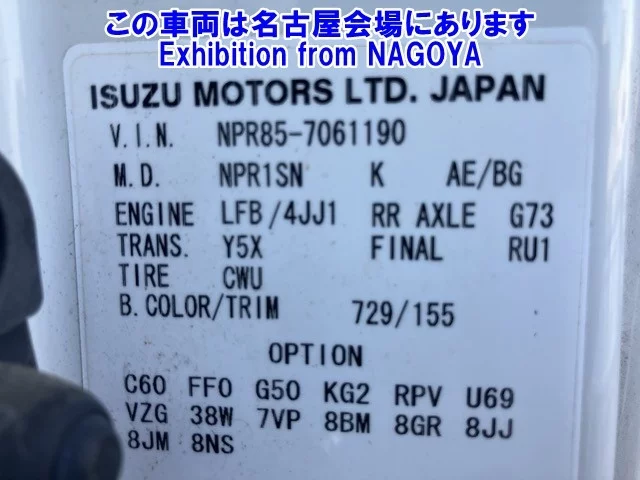 この車両は名古屋会場にあります
Exhibition from NAGOYA
ISUZU MOTORS LTD. JAPAN
V.I.N. NPR85-7061190
M.D. NPR1SN K AE/BG
ENGINE LFB/4JJ1 RR AXLE G73
TRANS. Y5X FINAL RU1
TIRE CWU
B.COLOR/TRIM 729/155
OPTION
C60 FF0 G50 KG2 RPV U69
VZG 38W 7VP 8BM 8GR 8JJ
8JM 8NS